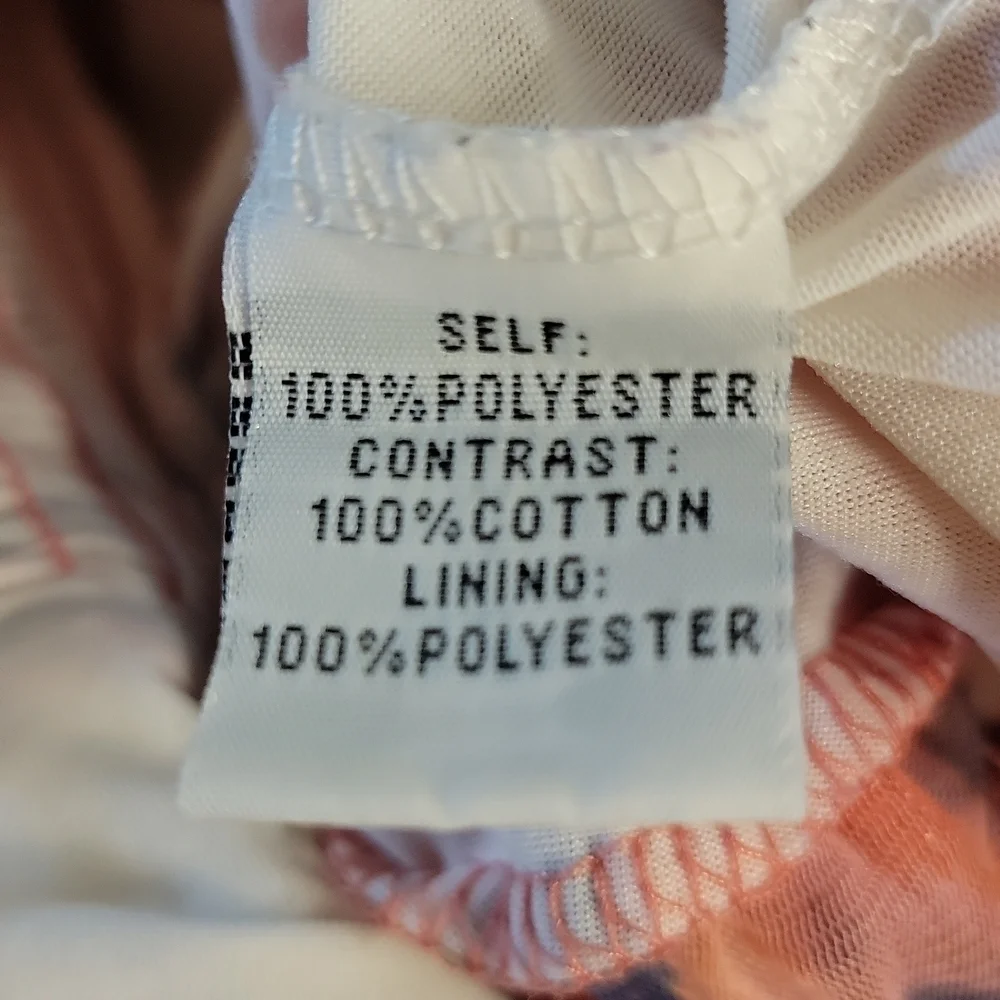 SELF:
100%POLYESTER
CONTRAST:
100%COTTON
LINING:
100%POLYESTER